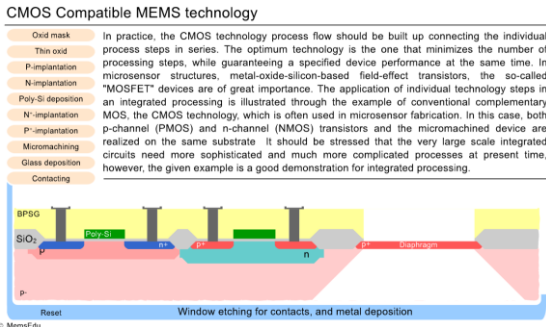 CMOS Compatible MEMS technology
Oxid mask
Thin oxid
P-implantation
N-implantation
Poly-Si deposition
N⁺-implantation
P⁺-implantation
Micromachining
Glass deposition
Contacting
In practice, the CMOS technology process flow should be built up connecting the individual
process steps in series. The optimum technology is the one that minimizes the number of
processing steps, while guaranteeing a specified device performance at the same time. In
microsensor structures, metal-oxide-silicon-based field-effect transistors, the so-called
"MOSFET" devices are of great importance. The application of individual technology steps in
an integrated processing is illustrated through the example of conventional complementary
MOS, the CMOS technology, which is often used in microsensor fabrication. In this case, both
p-channel (PMOS) and n-channel (NMOS) transistors and the micromachined device are
realized on the same substrate It should be stressed that the very large scale integrated
circuits need more sophisticated and much more complicated processes at present time,
however, the given example is a good demonstration for integrated processing.
BPSG
SiO₂
Poly-Si
n+
p+
p+
Diaphragm
p
n
p-
Reset
Window etching for contacts, and metal deposition
© MemsEdu